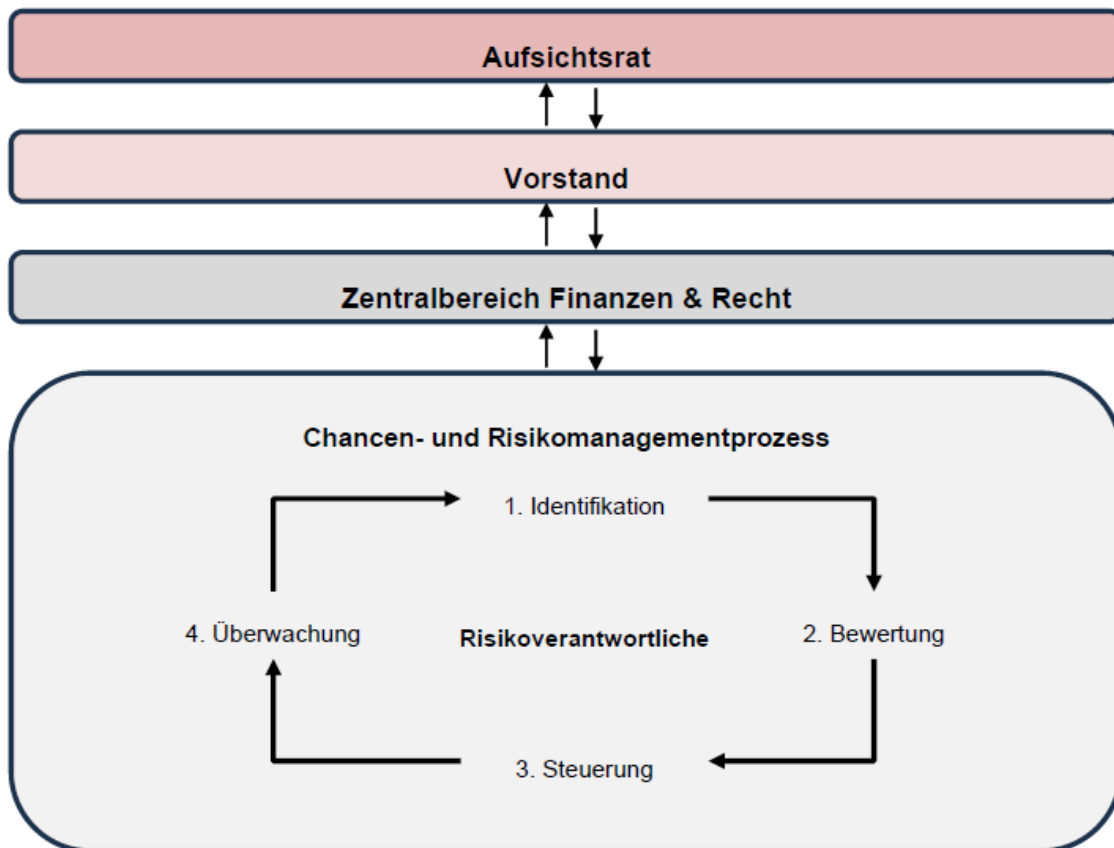 Aufsichtsrat
Vorstand
Zentralbereich Finanzen & Recht
Chancen- und Risikomanagementprozess
1. Identifikation
4. Überwachung
Risikoverantwortliche
2. Bewertung
3. Steuerung